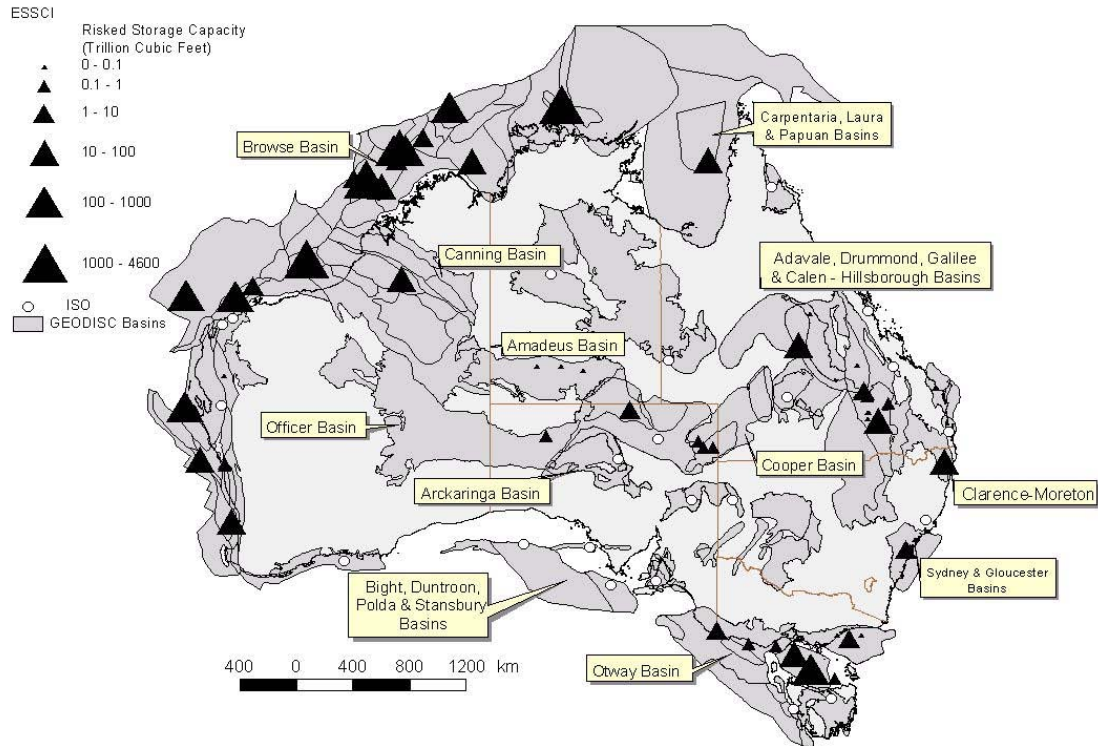 ESSCI
Risked Storage Capacity
(Trillion Cubic Feet)
0 - 0.1
0.1 - 1
1 - 10
10 - 100
100 - 1000
1000 - 4600
ISO
GEODISC Basins
Browse Basin
Carpentaria, Laura
& Papuan Basins
Canning Basin
Adavale, Drummond, Galilee
& Calen - Hillsborough Basins
Amadeus Basin
Officer Basin
Cooper Basin
Arckaringa Basin
Clarence-Moreton
Sydney & Gloucester
Basins
Bight, Duntroon,
Polda & Stansbury
Basins
Otway Basin
400 0 400 800 1200 km